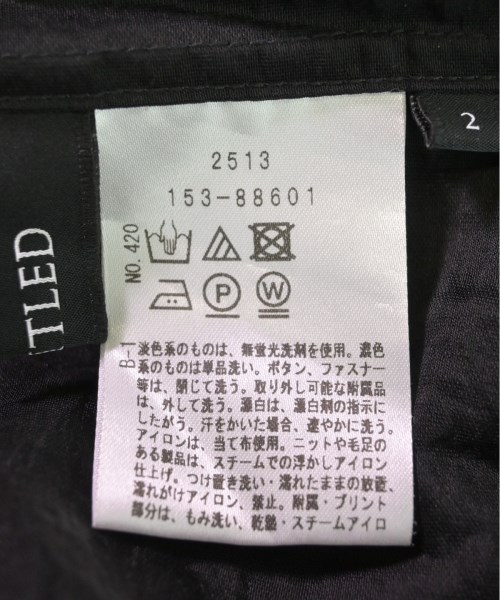 2
2513
153-88601
NO. 420
P
W
B-1
TLED
淡色系のものは、無蛍光洗剤を使用。濃色
系のものは単品洗い。ボタン、ファスナー
等は、閉じて洗う。取り外し可能な附属品
は、外して洗う。漂白は、漂白剤の指示に
したがう。汗をかいた場合、速やかに洗う。
アイロンは、当て布使用。ニットや毛足の
ある製品は、スチームでの浮かしアイロン
仕上げ。つけ置き洗い・濡れたままの放置、
濡れがけアイロン、禁止。附属・プリント
部分は、もみ洗い、乾燥・スチームアイロ